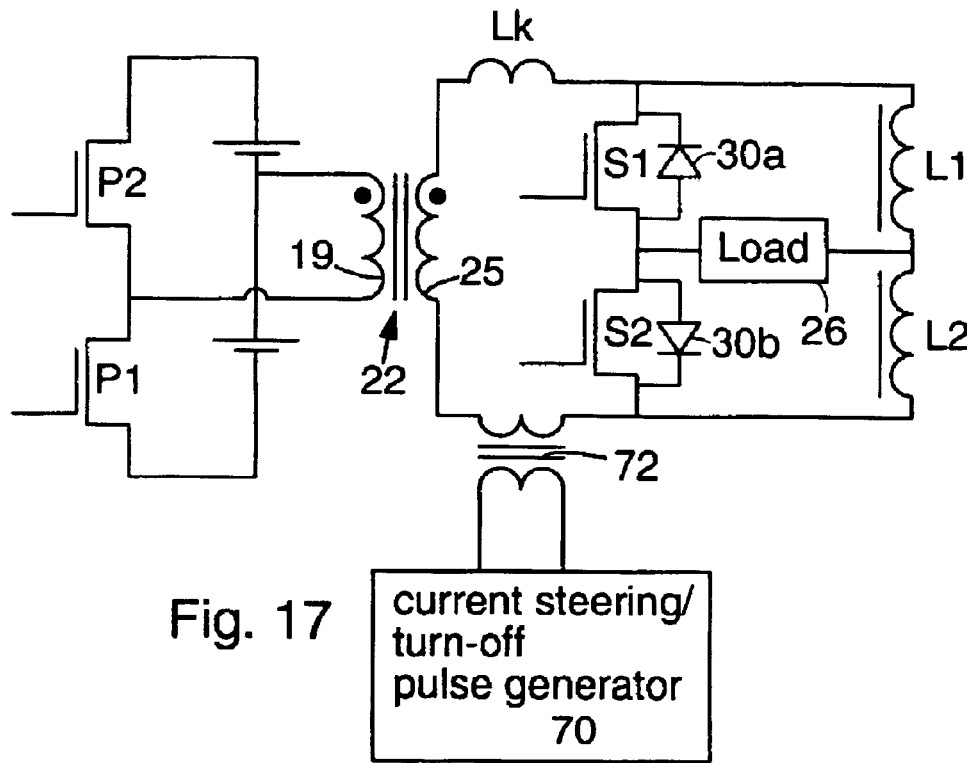 Lk
P2
S1
30a
L1
19
25
Load
26
P1
22
S2
30b
L2
72
Fig. 17
current steering/
turn-off
pulse generator
70